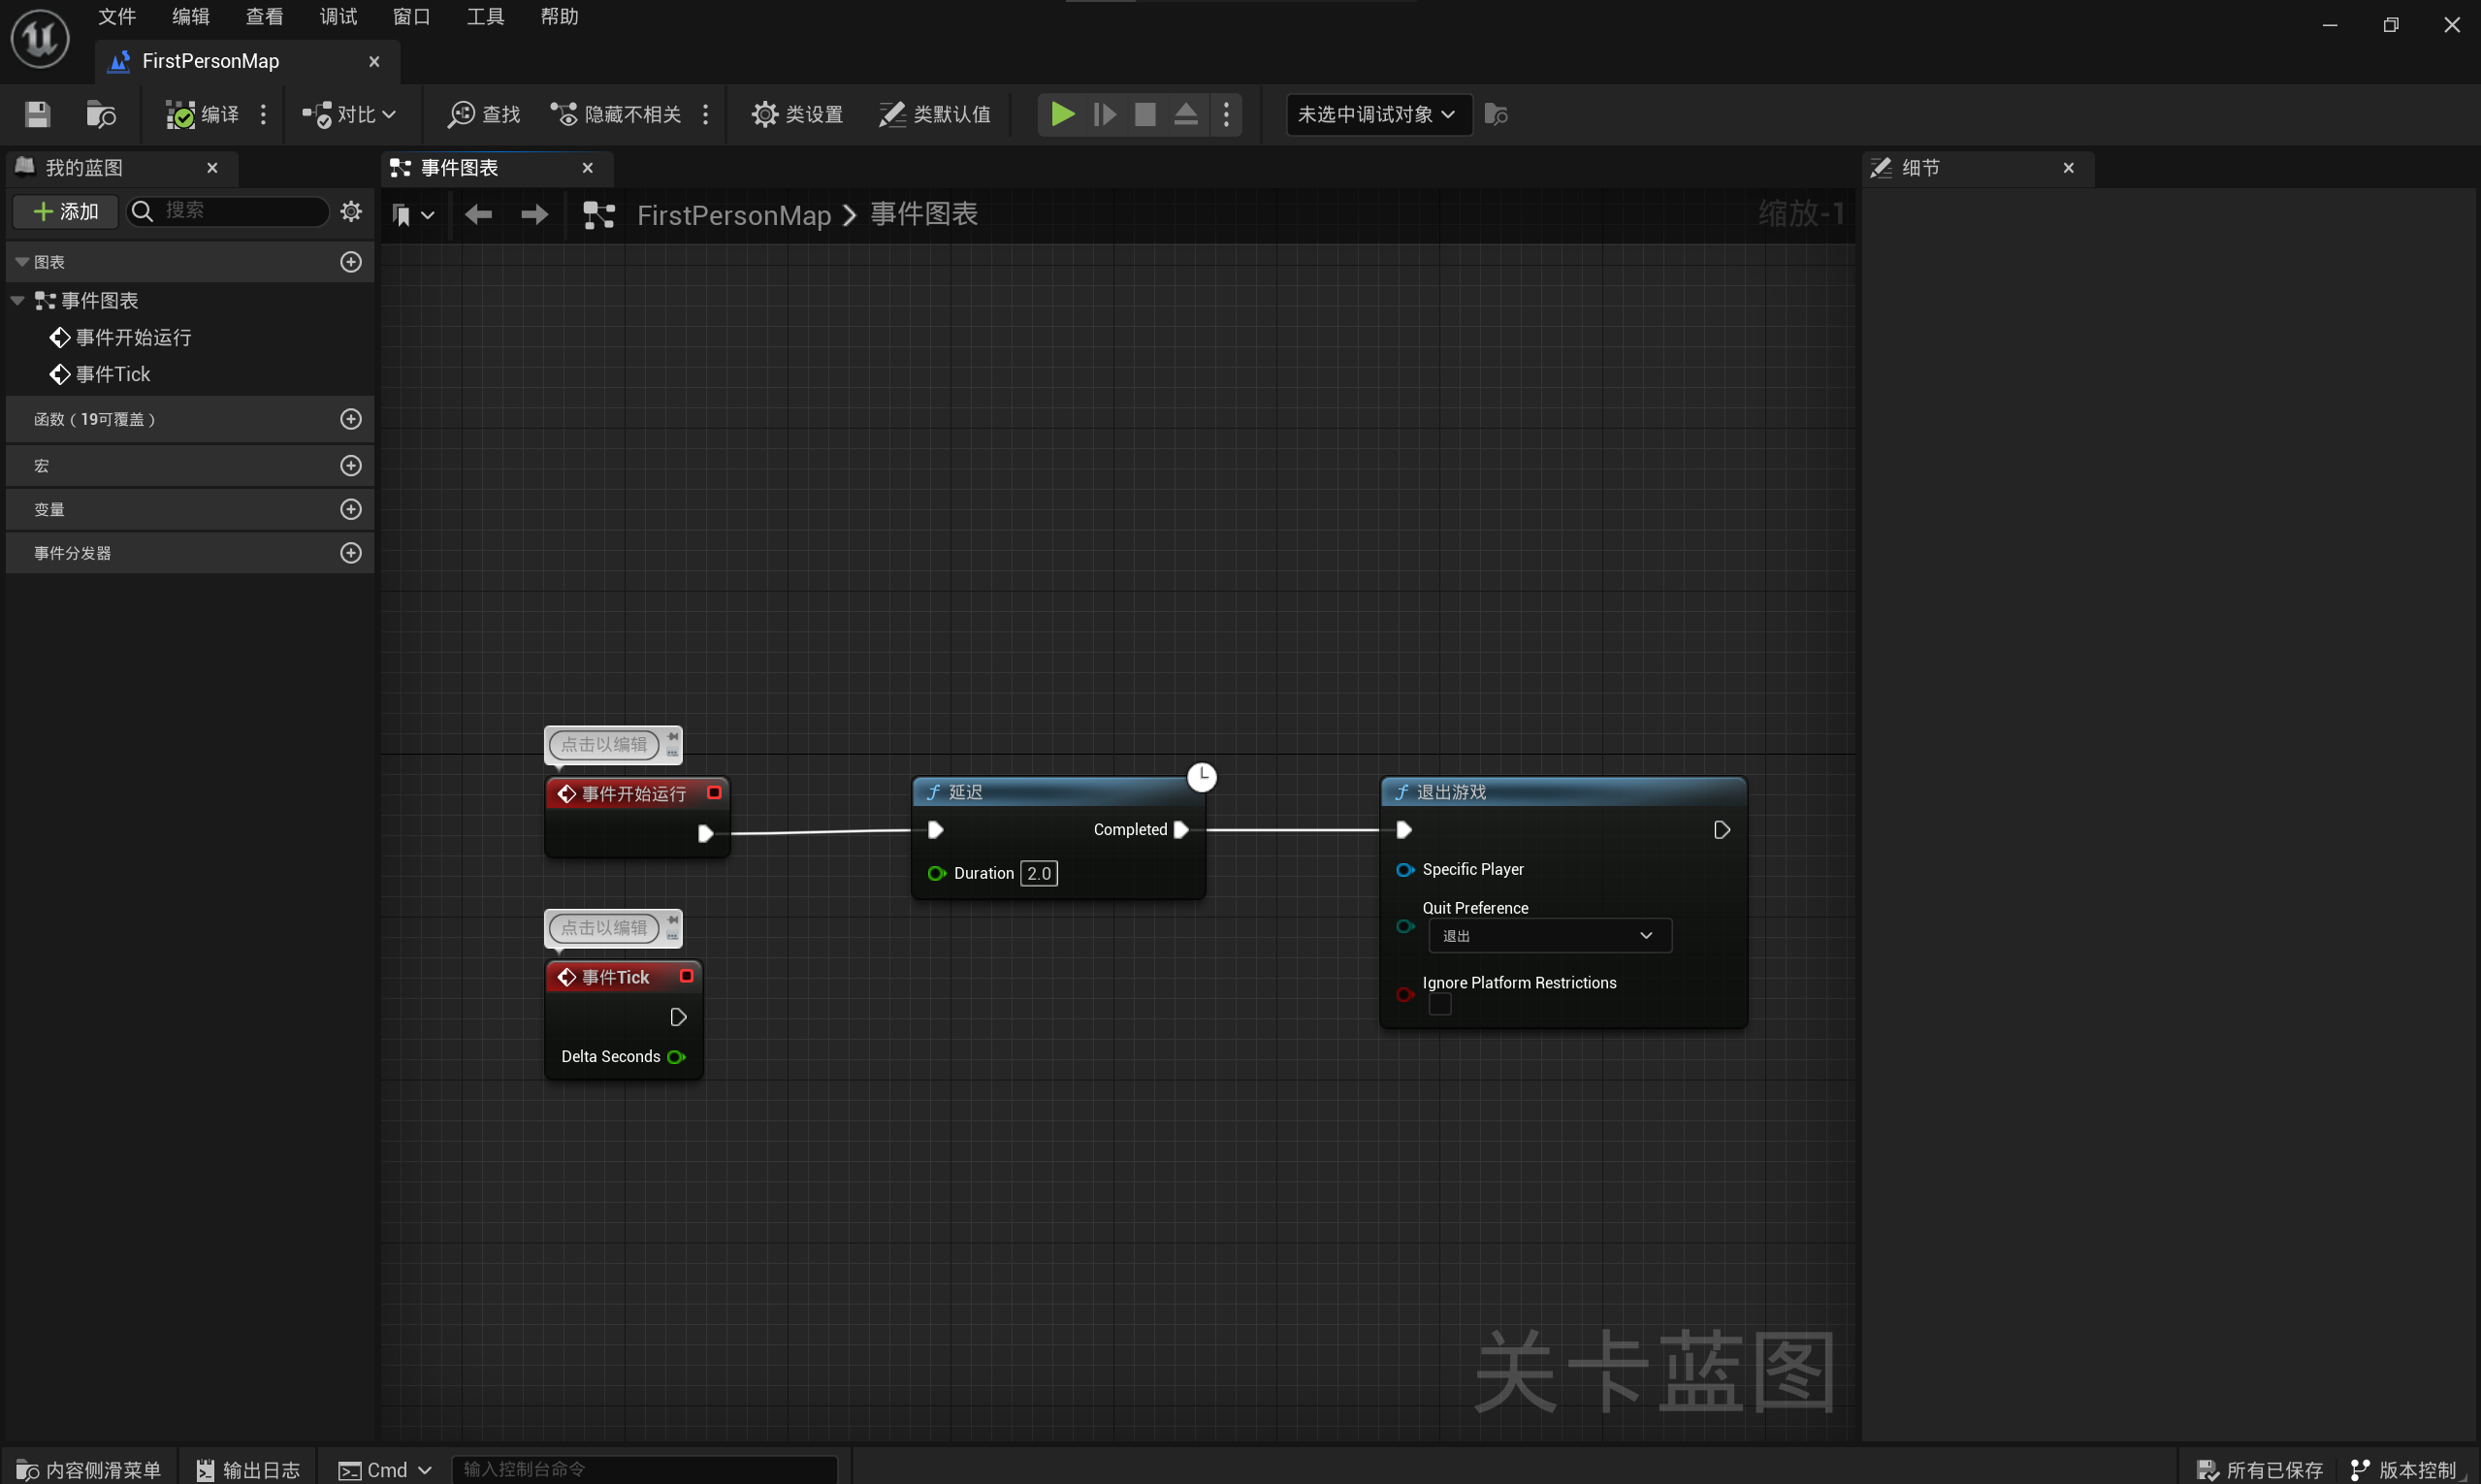 文件 编辑 查看 调试 窗口 工具 帮助
FirstPersonMap
编译 对比 查找 隐藏不相关 类设置 类默认值 未选中调试对象
我的蓝图
添加 搜索
图表
事件图表
事件开始运行
事件Tick
函数（19可覆盖）
宏
变量
事件分发器
事件图表
FirstPersonMap > 事件图表
缩放-1
点击以编辑
事件开始运行
延迟
Completed
Duration 2.0
退出游戏
Specific Player
Quit Preference
退出
Ignore Platform Restrictions
点击以编辑
事件Tick
Delta Seconds
关卡蓝图
细节
内容侧滑菜单 输出日志 Cmd 输入控制台命令
所有已保存 版本控制